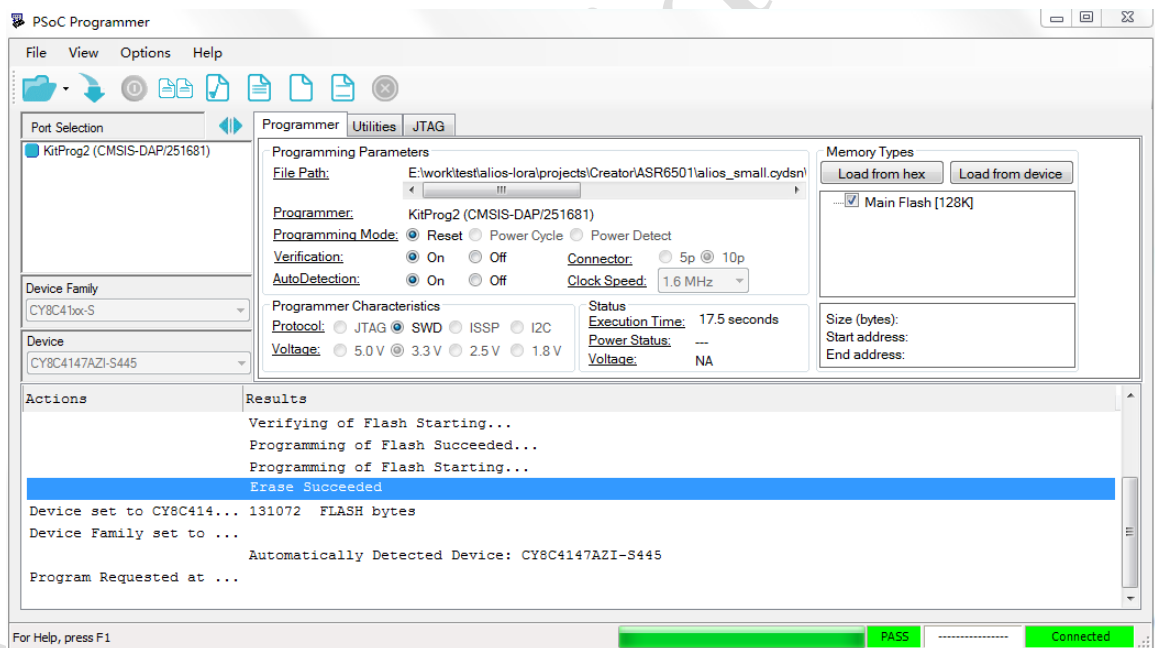 PSoC Programmer
File View Options Help
Port Selection
KitProg2 (CMSIS-DAP/251681)
Device Family
CY8C41xx-S
Device
CY8C4147AZI-S445
Programmer Utilities JTAG
Programming Parameters
File Path: E:\work\test\alios-lora\projects\Creator\ASR6501\alios_small.cydsn\
Programmer: KitProg2 (CMSIS-DAP/251681)
Programming Mode: Reset Power Cycle Power Detect
Verification: On Off Connector: 5p 10p
AutoDetection: On Off Clock Speed: 1.6 MHz
Programmer Characteristics
Protocol: JTAG SWD ISSP I2C
Voltage: 5.0 V 3.3 V 2.5 V 1.8 V
Status
Execution Time: 17.5 seconds
Power Status: ---
Voltage: NA
Memory Types
Load from hex Load from device
Main Flash [128K]
Size (bytes):
Start address:
End address:
Actions Results
Verifying of Flash Starting...
Programming of Flash Succeeded...
Programming of Flash Starting...
Erase Succeeded
Device set to CY8C414... 131072 FLASH bytes
Device Family set to ...
Automatically Detected Device: CY8C4147AZI-S445
Program Requested at ...
For Help, press F1
PASS ---------------- Connected